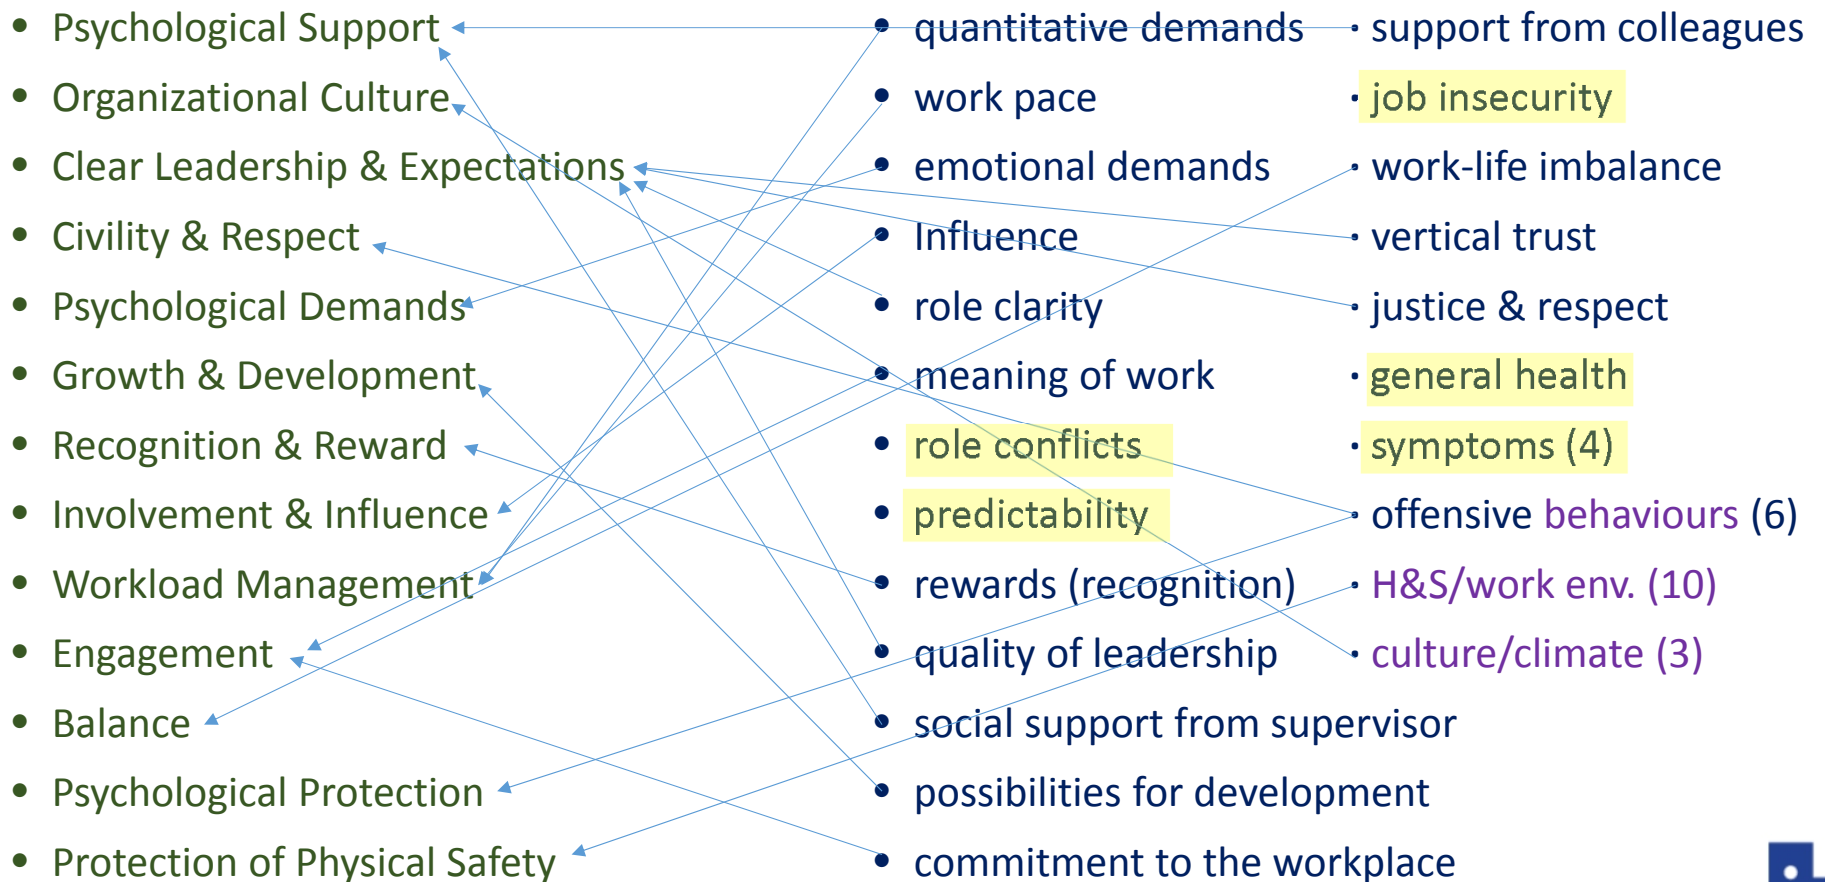 • Psychological Support
• Organizational Culture
• Clear Leadership & Expectations
• Civility & Respect
• Psychological Demands
• Growth & Development
• Recognition & Reward
• Involvement & Influence
• Workload Management
• Engagement
• Balance
• Psychological Protection
• Protection of Physical Safety
• quantitative demands
• work pace
• emotional demands
• Influence
• role clarity
• meaning of work
• role conflicts
• predictability
• rewards (recognition)
• quality of leadership
• social support from supervisor
• possibilities for development
• commitment to the workplace
• support from colleagues
• job insecurity
• work-life imbalance
• vertical trust
• justice & respect
• general health
• symptoms (4)
• offensive behaviours (6)
• H&S/work env. (10)
• culture/climate (3)